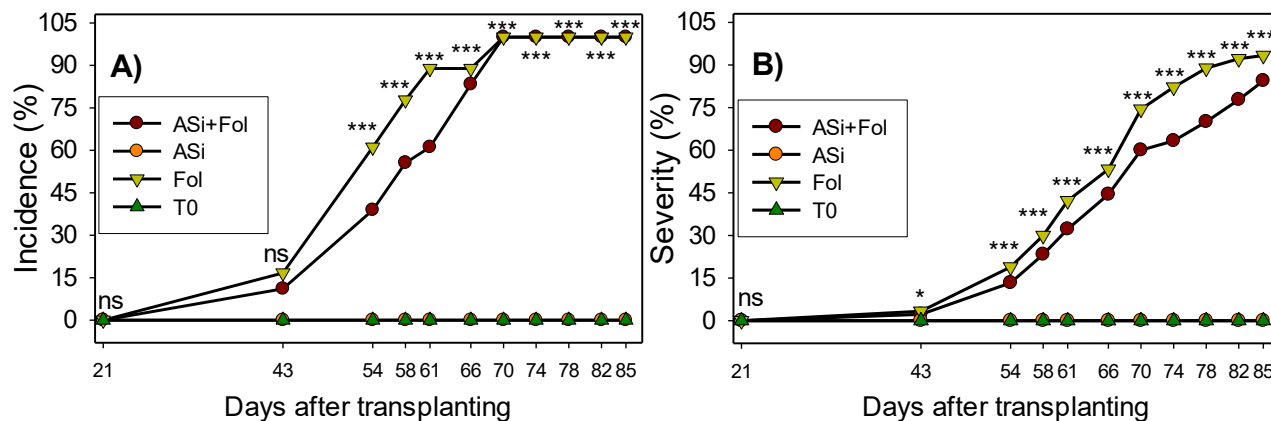 A)
Incidence (%)
105
90
75
60
45
30
15
0
ns
ns
***
***
***
***
***
***
***
***
***
ASi+Fol
ASi
Fol
T0
21 43 54 58 61 66 70 74 78 82 85
Days after transplanting
B)
Severity (%)
105
90
75
60
45
30
15
0
ns
*
***
***
***
***
***
***
***
***
***
ASi+Fol
ASi
Fol
T0
21 43 54 58 61 66 70 74 78 82 85
Days after transplanting